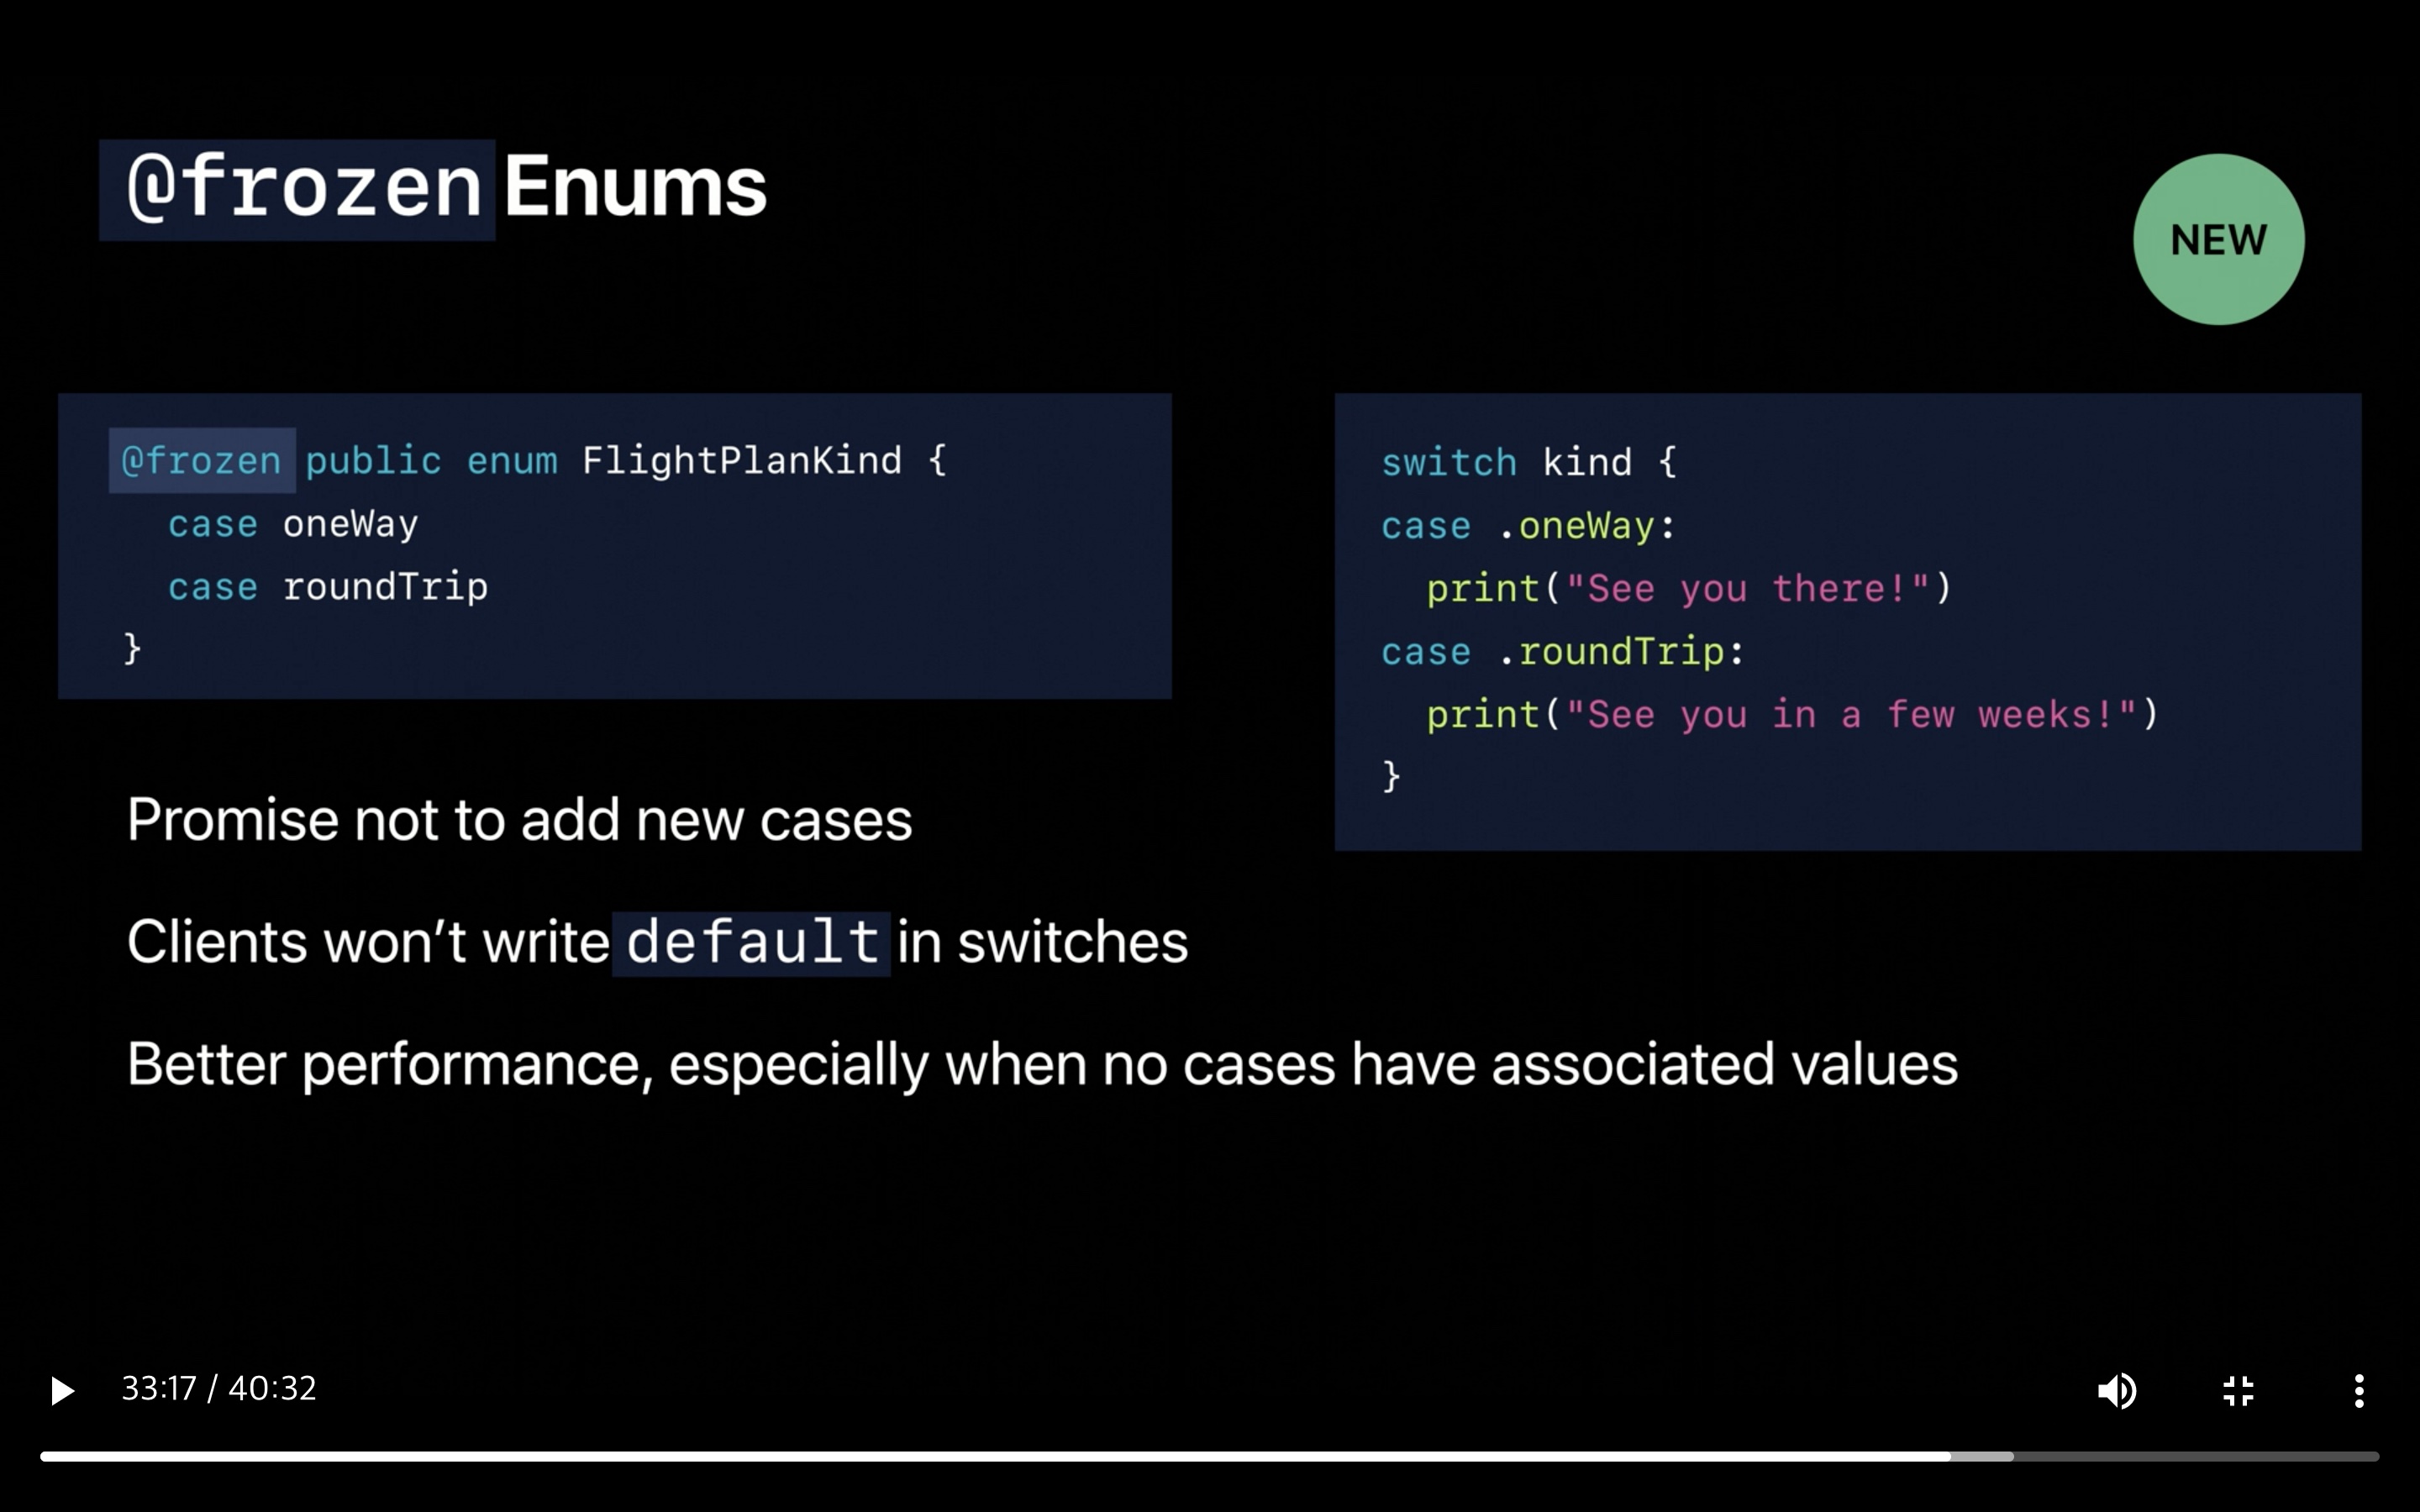 @frozen Enums
NEW
@frozen public enum FlightPlanKind {
  case oneWay
  case roundTrip
}
switch kind {
case .oneWay:
  print("See you there!")
case .roundTrip:
  print("See you in a few weeks!")
}
Promise not to add new cases
Clients won’t write default in switches
Better performance, especially when no cases have associated values
33:17 / 40:32